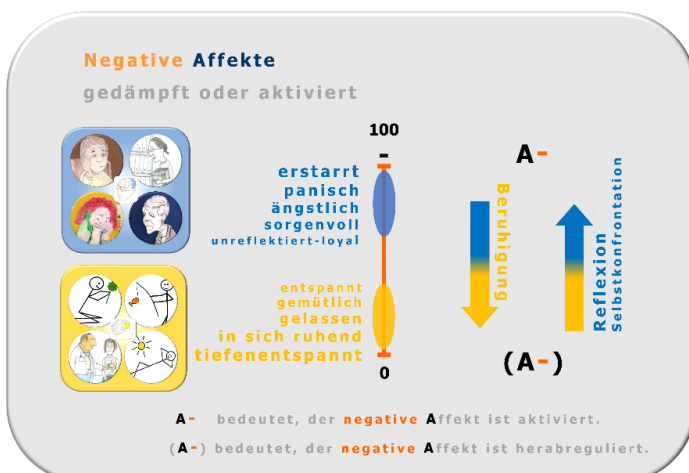 Negative Affekte
gedämpft oder aktiviert
100
-
erstarrt
panisch
ängstlich
sorgenvoll
unreflektiert-loyal
entspannt
gemütlich
gelassen
in sich ruhend
tiefenentspannt
0
A-
Beruhigung
Reflexion
Selbstkonfrontation
(A-)
A- bedeutet, der negative Affekt ist aktiviert.
(A-) bedeutet, der negative Affekt ist herabreguliert.